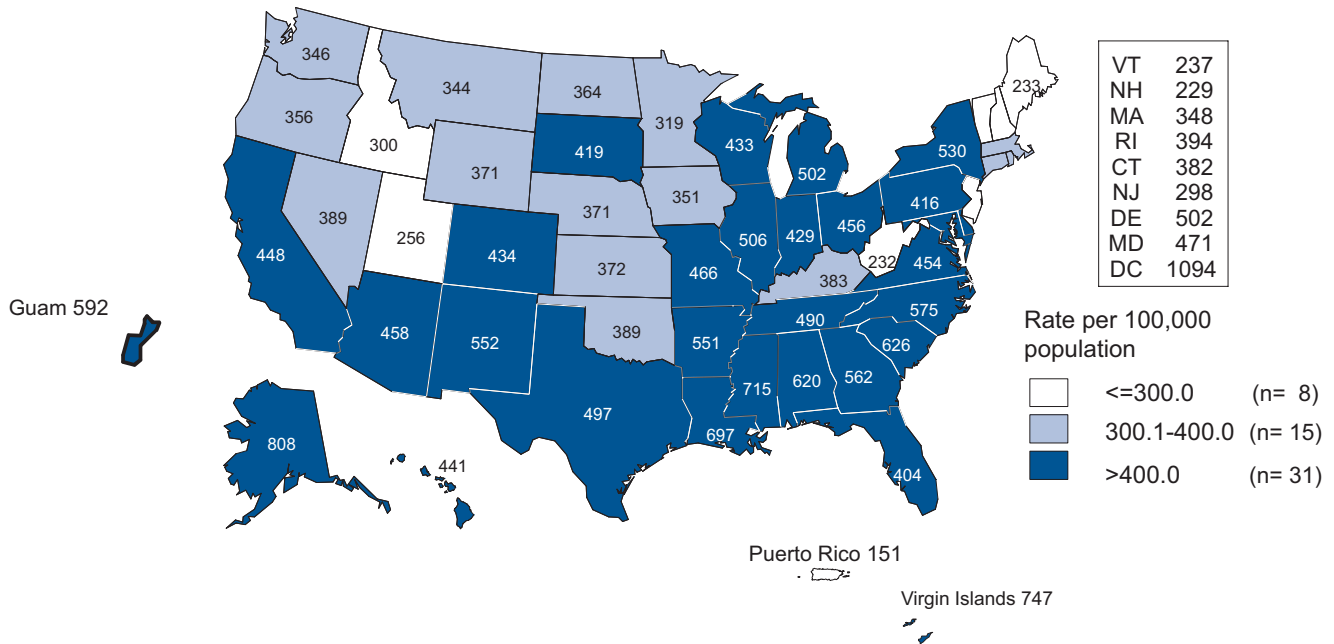 346
344
364
319
233
356
300
371
419
433
502
530
389
256
371
351
416
448
434
372
466
506
429
456
232
454
383
458
552
389
551
490
575
626
497
697
715
620
562
404
808
441
VT 237
NH 229
MA 348
RI 394
CT 382
NJ 298
DE 502
MD 471
DC 1094
Guam 592
Rate per 100,000
population
<=300.0 (n= 8)
300.1-400.0 (n= 15)
>400.0 (n= 31)
Puerto Rico 151
Virgin Islands 747